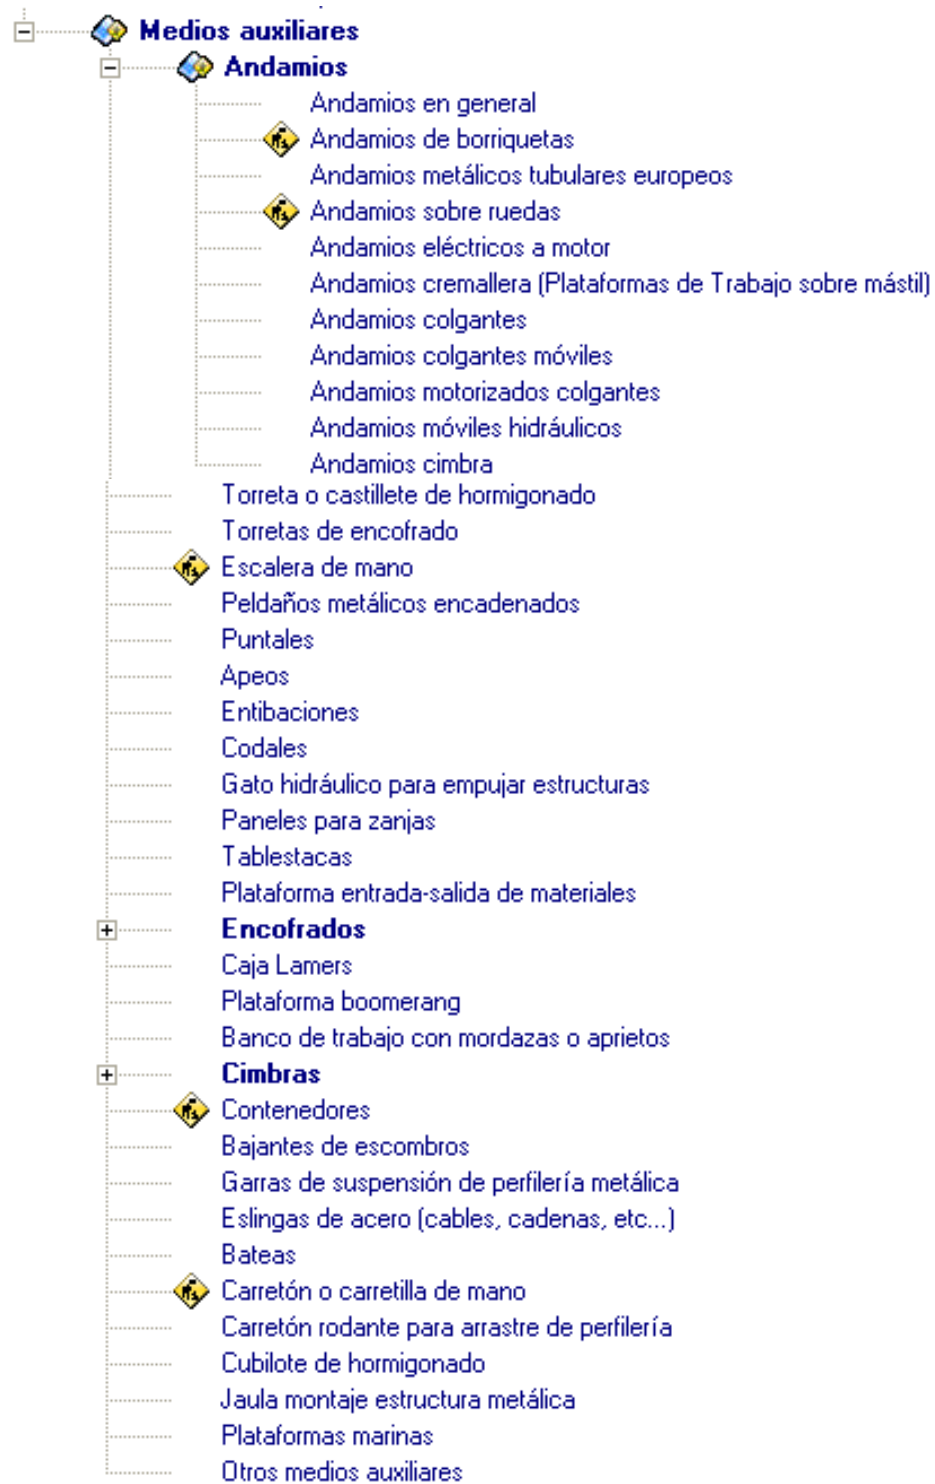 Medios auxiliares
Andamios
Andamios en general
Andamios de borriquetas
Andamios metálicos tubulares europeos
Andamios sobre ruedas
Andamios eléctricos a motor
Andamios cremallera (Plataformas de Trabajo sobre mástil)
Andamios colgantes
Andamios colgantes móviles
Andamios motorizados colgantes
Andamios móviles hidráulicos
Andamios cimbra
Torreta o castillete de hormigonado
Torretas de encofrado
Escalera de mano
Peldaños metálicos encadenados
Puntales
Apeos
Entibaciones
Codales
Gato hidráulico para empujar estructuras
Paneles para zanjas
Tablestacas
Plataforma entrada-salida de materiales
Encofrados
Caja Lamers
Plataforma boomerang
Banco de trabajo con mordazas o aprietos
Cimbras
Contenedores
Bajantes de escombros
Garras de suspensión de perfilería metálica
Eslingas de acero (cables, cadenas, etc...)
Bateas
Carretón o carretilla de mano
Carretón rodante para arrastre de perfilería
Cubilote de hormigonado
Jaula montaje estructura metálica
Plataformas marinas
Otros medios auxiliares